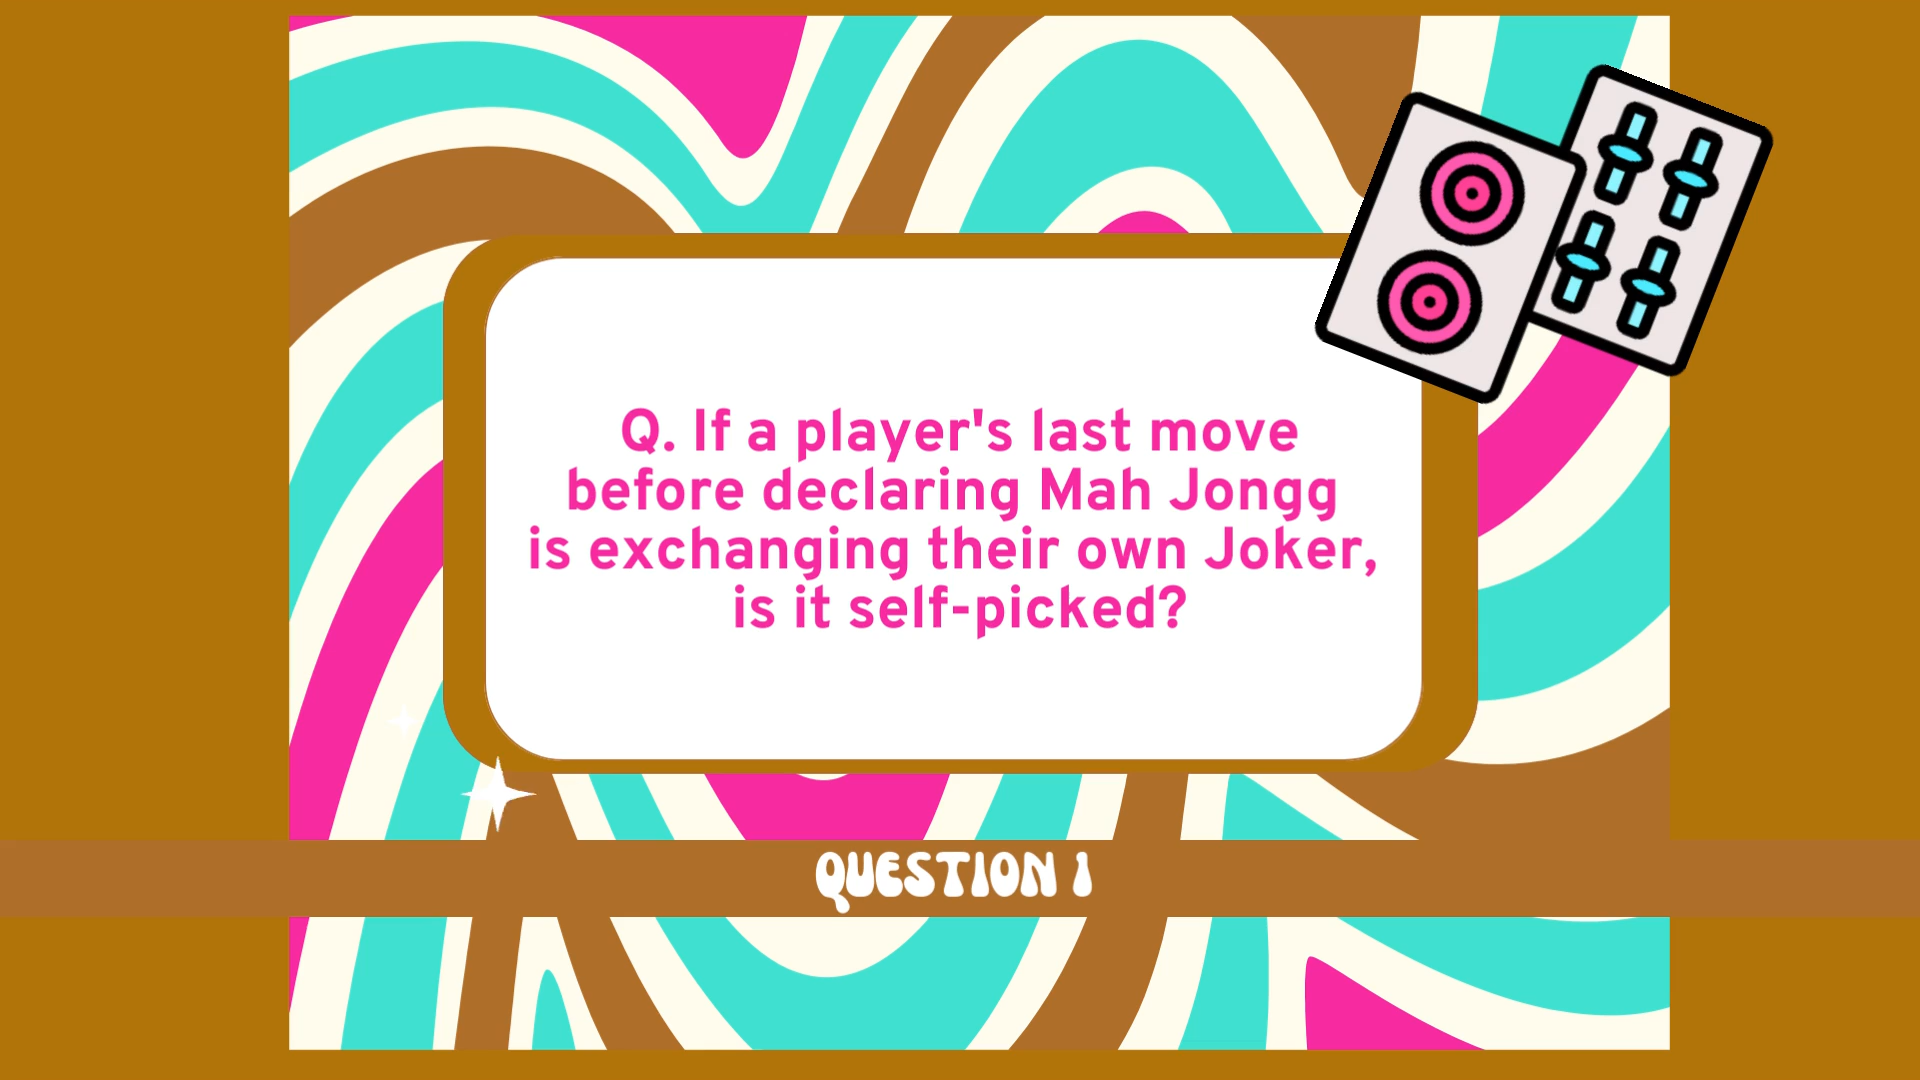 Q. If a player's last move
before declaring Mah Jongg
is exchanging their own Joker,
is it self-picked?
QUESTION 1